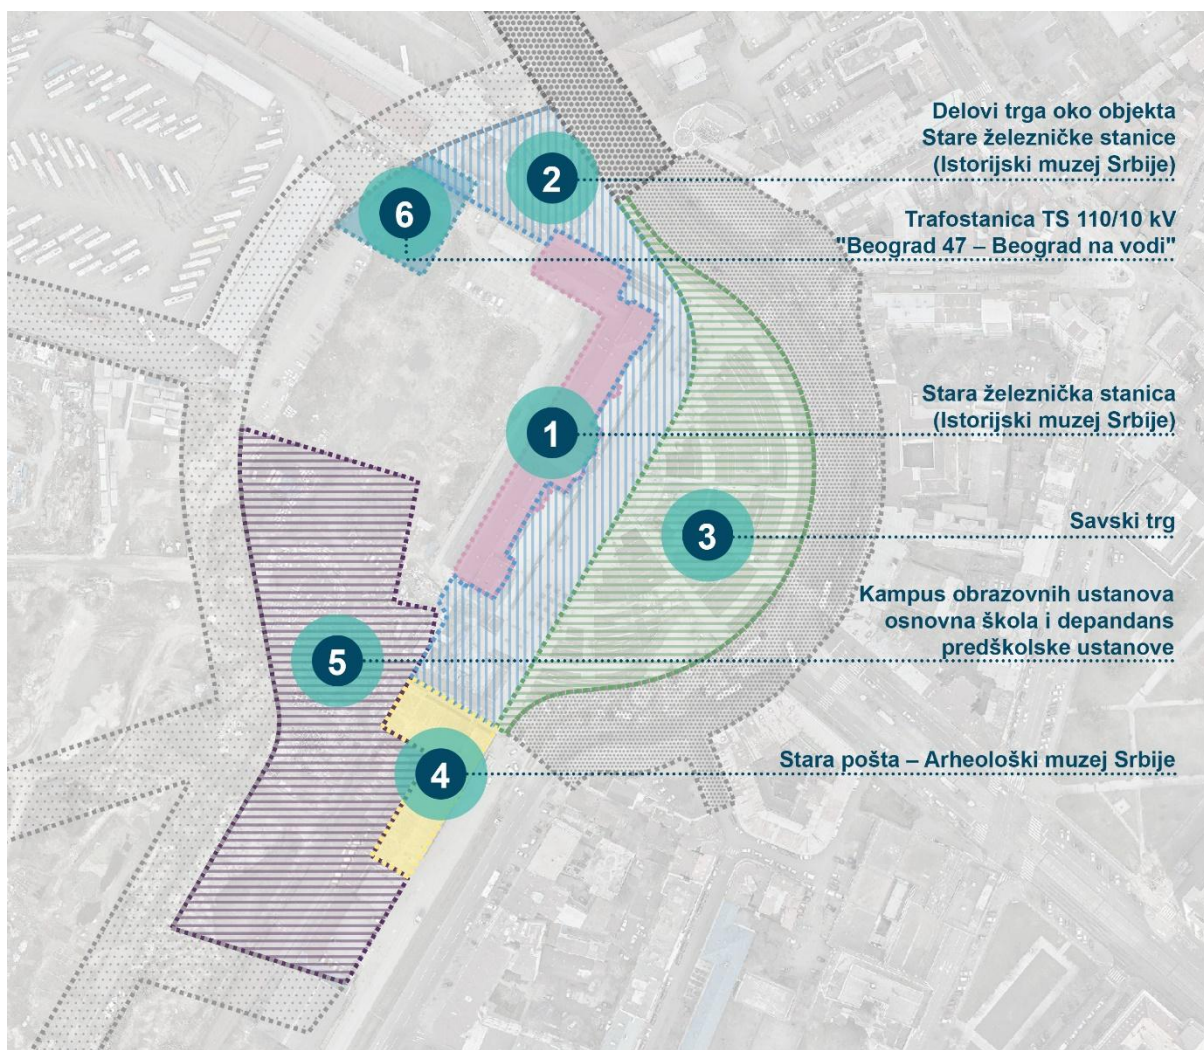 Delovi trga oko objekta
Stare železničke stanice
(Istorijski muzej Srbije)
2
6
Trafostanica TS 110/10 kV
"Beograd 47 – Beograd na vodi"
Stara železnička stanica
(Istorijski muzej Srbije)
1
3
Savski trg
Kampus obrazovnih ustanova
osnovna škola i depandans
predškolske ustanove
5
4
Stara pošta – Arheološki muzej Srbije